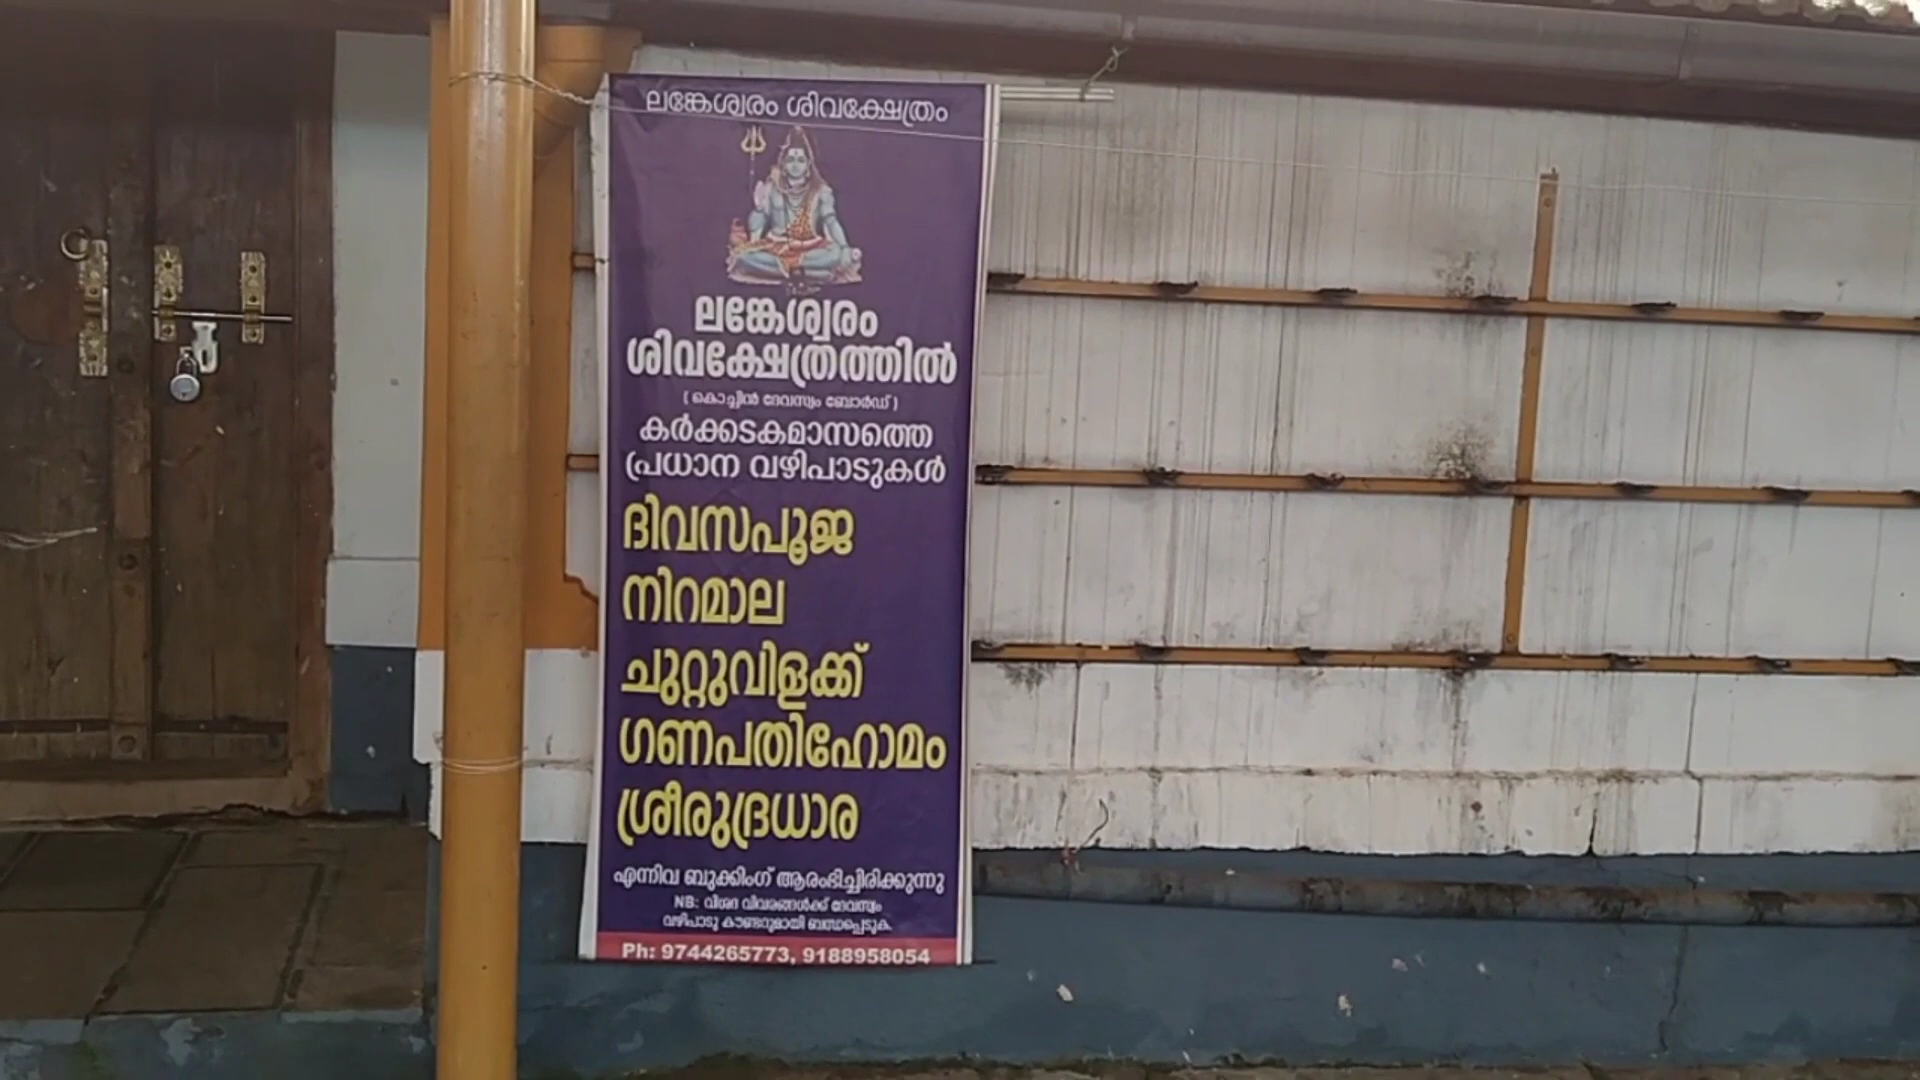 ലങ്കേശ്വരം ശിവക്ഷേത്രം
ലങ്കേശ്വരം
ശിവക്ഷേത്രത്തിൽ
( കൊച്ചിൻ ദേവസ്വം ബോർഡ് )
കർക്കടകമാസത്തെ
പ്രധാന വഴിപാടുകൾ
ദിവസപൂജ
നിറമാല
ചുറ്റുവിളക്ക്
ഗണപതിഹോമം
ശ്രീരുദ്രധാര
എന്നിവ ബുക്കിംഗ് ആരംഭിച്ചിരിക്കുന്നു
NB: വിശദ വിവരങ്ങൾക്ക് ദേവസ്വം
വഴിപാടു കൗണ്ടറുമായി ബന്ധപ്പെടുക.
Ph: 9744265773, 9188958054